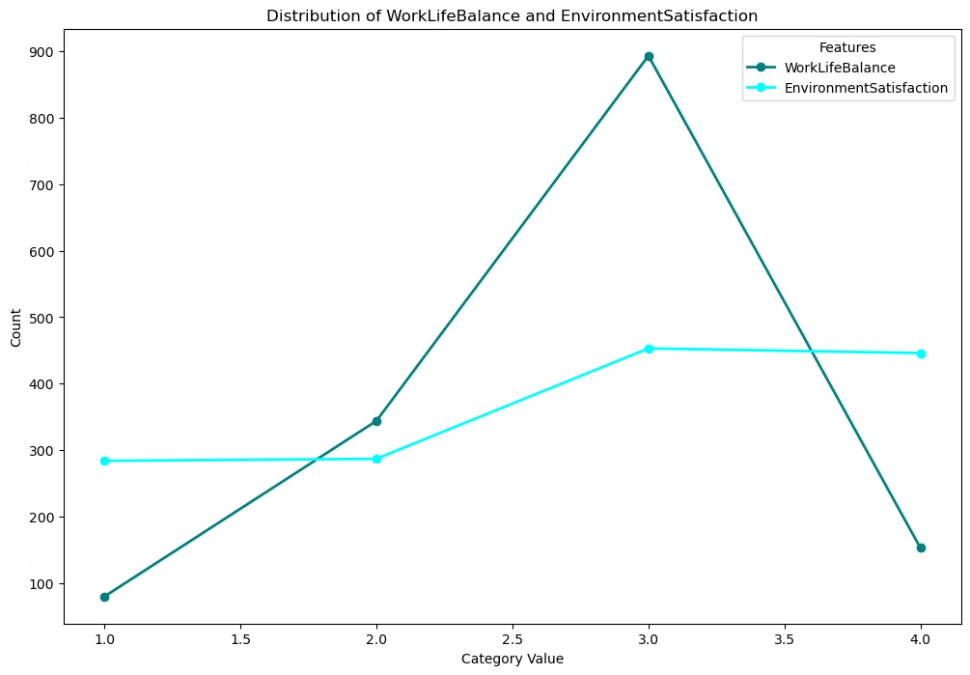 Distribution of WorkLifeBalance and EnvironmentSatisfaction
Features
WorkLifeBalance
EnvironmentSatisfaction
900
800
700
600
500
400
300
200
100
Count
1.0 1.5 2.0 2.5 3.0 3.5 4.0
Category Value